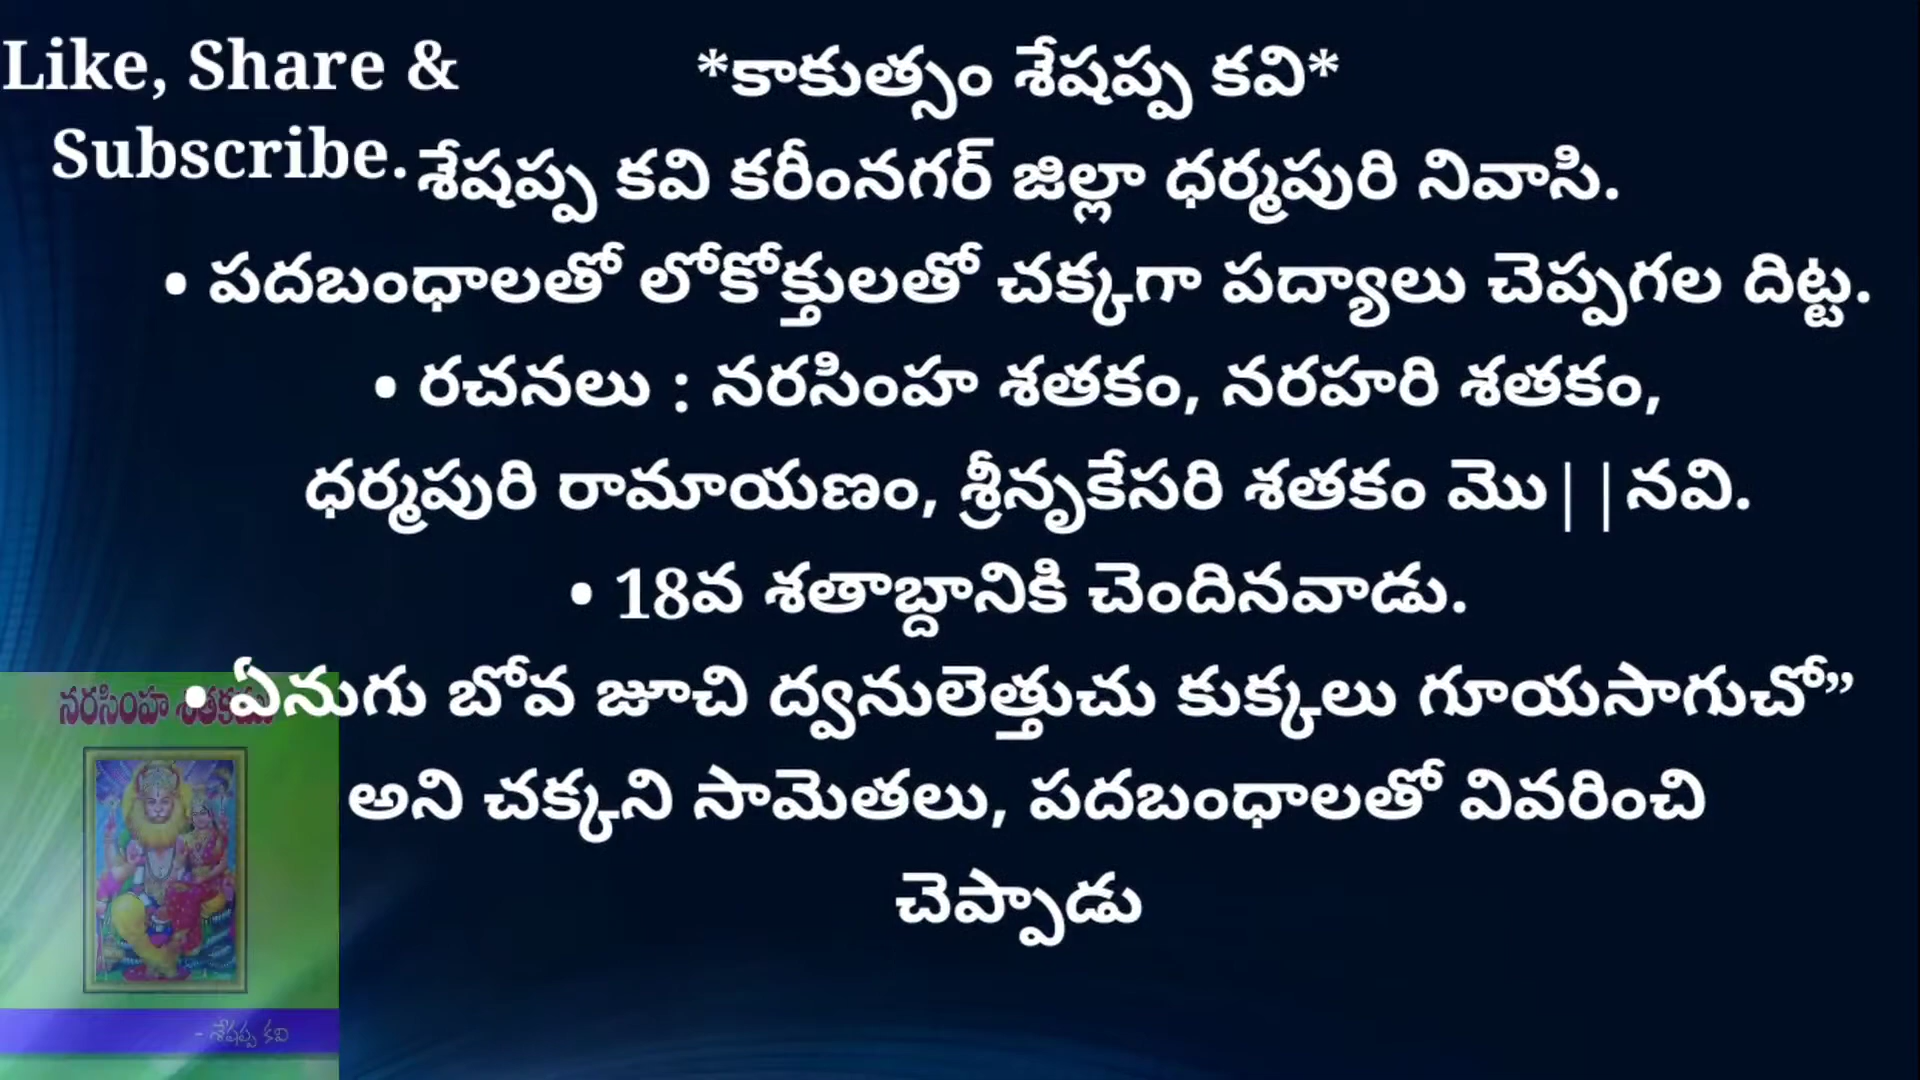 Like, Share &
Subscribe.
*కాకుత్సం శేషప్ప కవి*
శేషప్ప కవి కరీంనగర్ జిల్లా ధర్మపురి నివాసి.
• పదబంధాలతో లోకోక్తులతో చక్కగా పద్యాలు చెప్పగల దిట్ట.
• రచనలు : నరసింహ శతకం, నరహరి శతకం,
ధర్మపురి రామాయణం, శ్రీనృకేసరి శతకం మొ||నవి.
• 18వ శతాబ్దానికి చెందినవాడు.
• ఏనుగు బోవ జూచి ద్వనులెత్తుచు కుక్కలు గూయసాగుచో”
అని చక్కని సామెతలు, పదబంధాలతో వివరించి
చెప్పాడు
నరసింహ శతకము
- శేషప్ప కవి